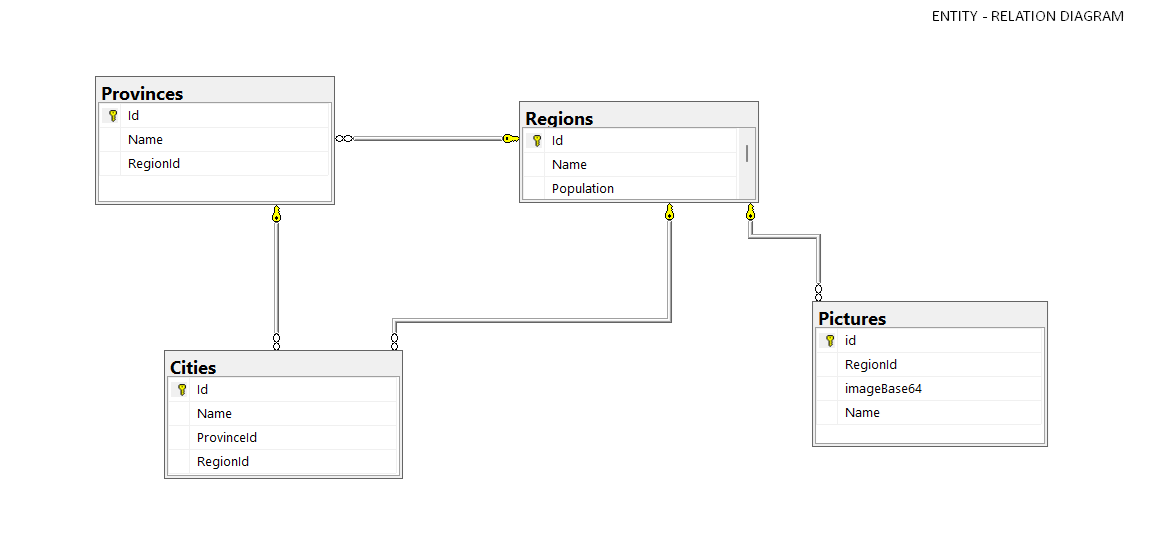 ENTITY - RELATION DIAGRAM
Provinces
Id
Name
RegionId
Regions
Id
Name
Population
Cities
Id
Name
ProvinceId
RegionId
Pictures
id
RegionId
imageBase64
Name